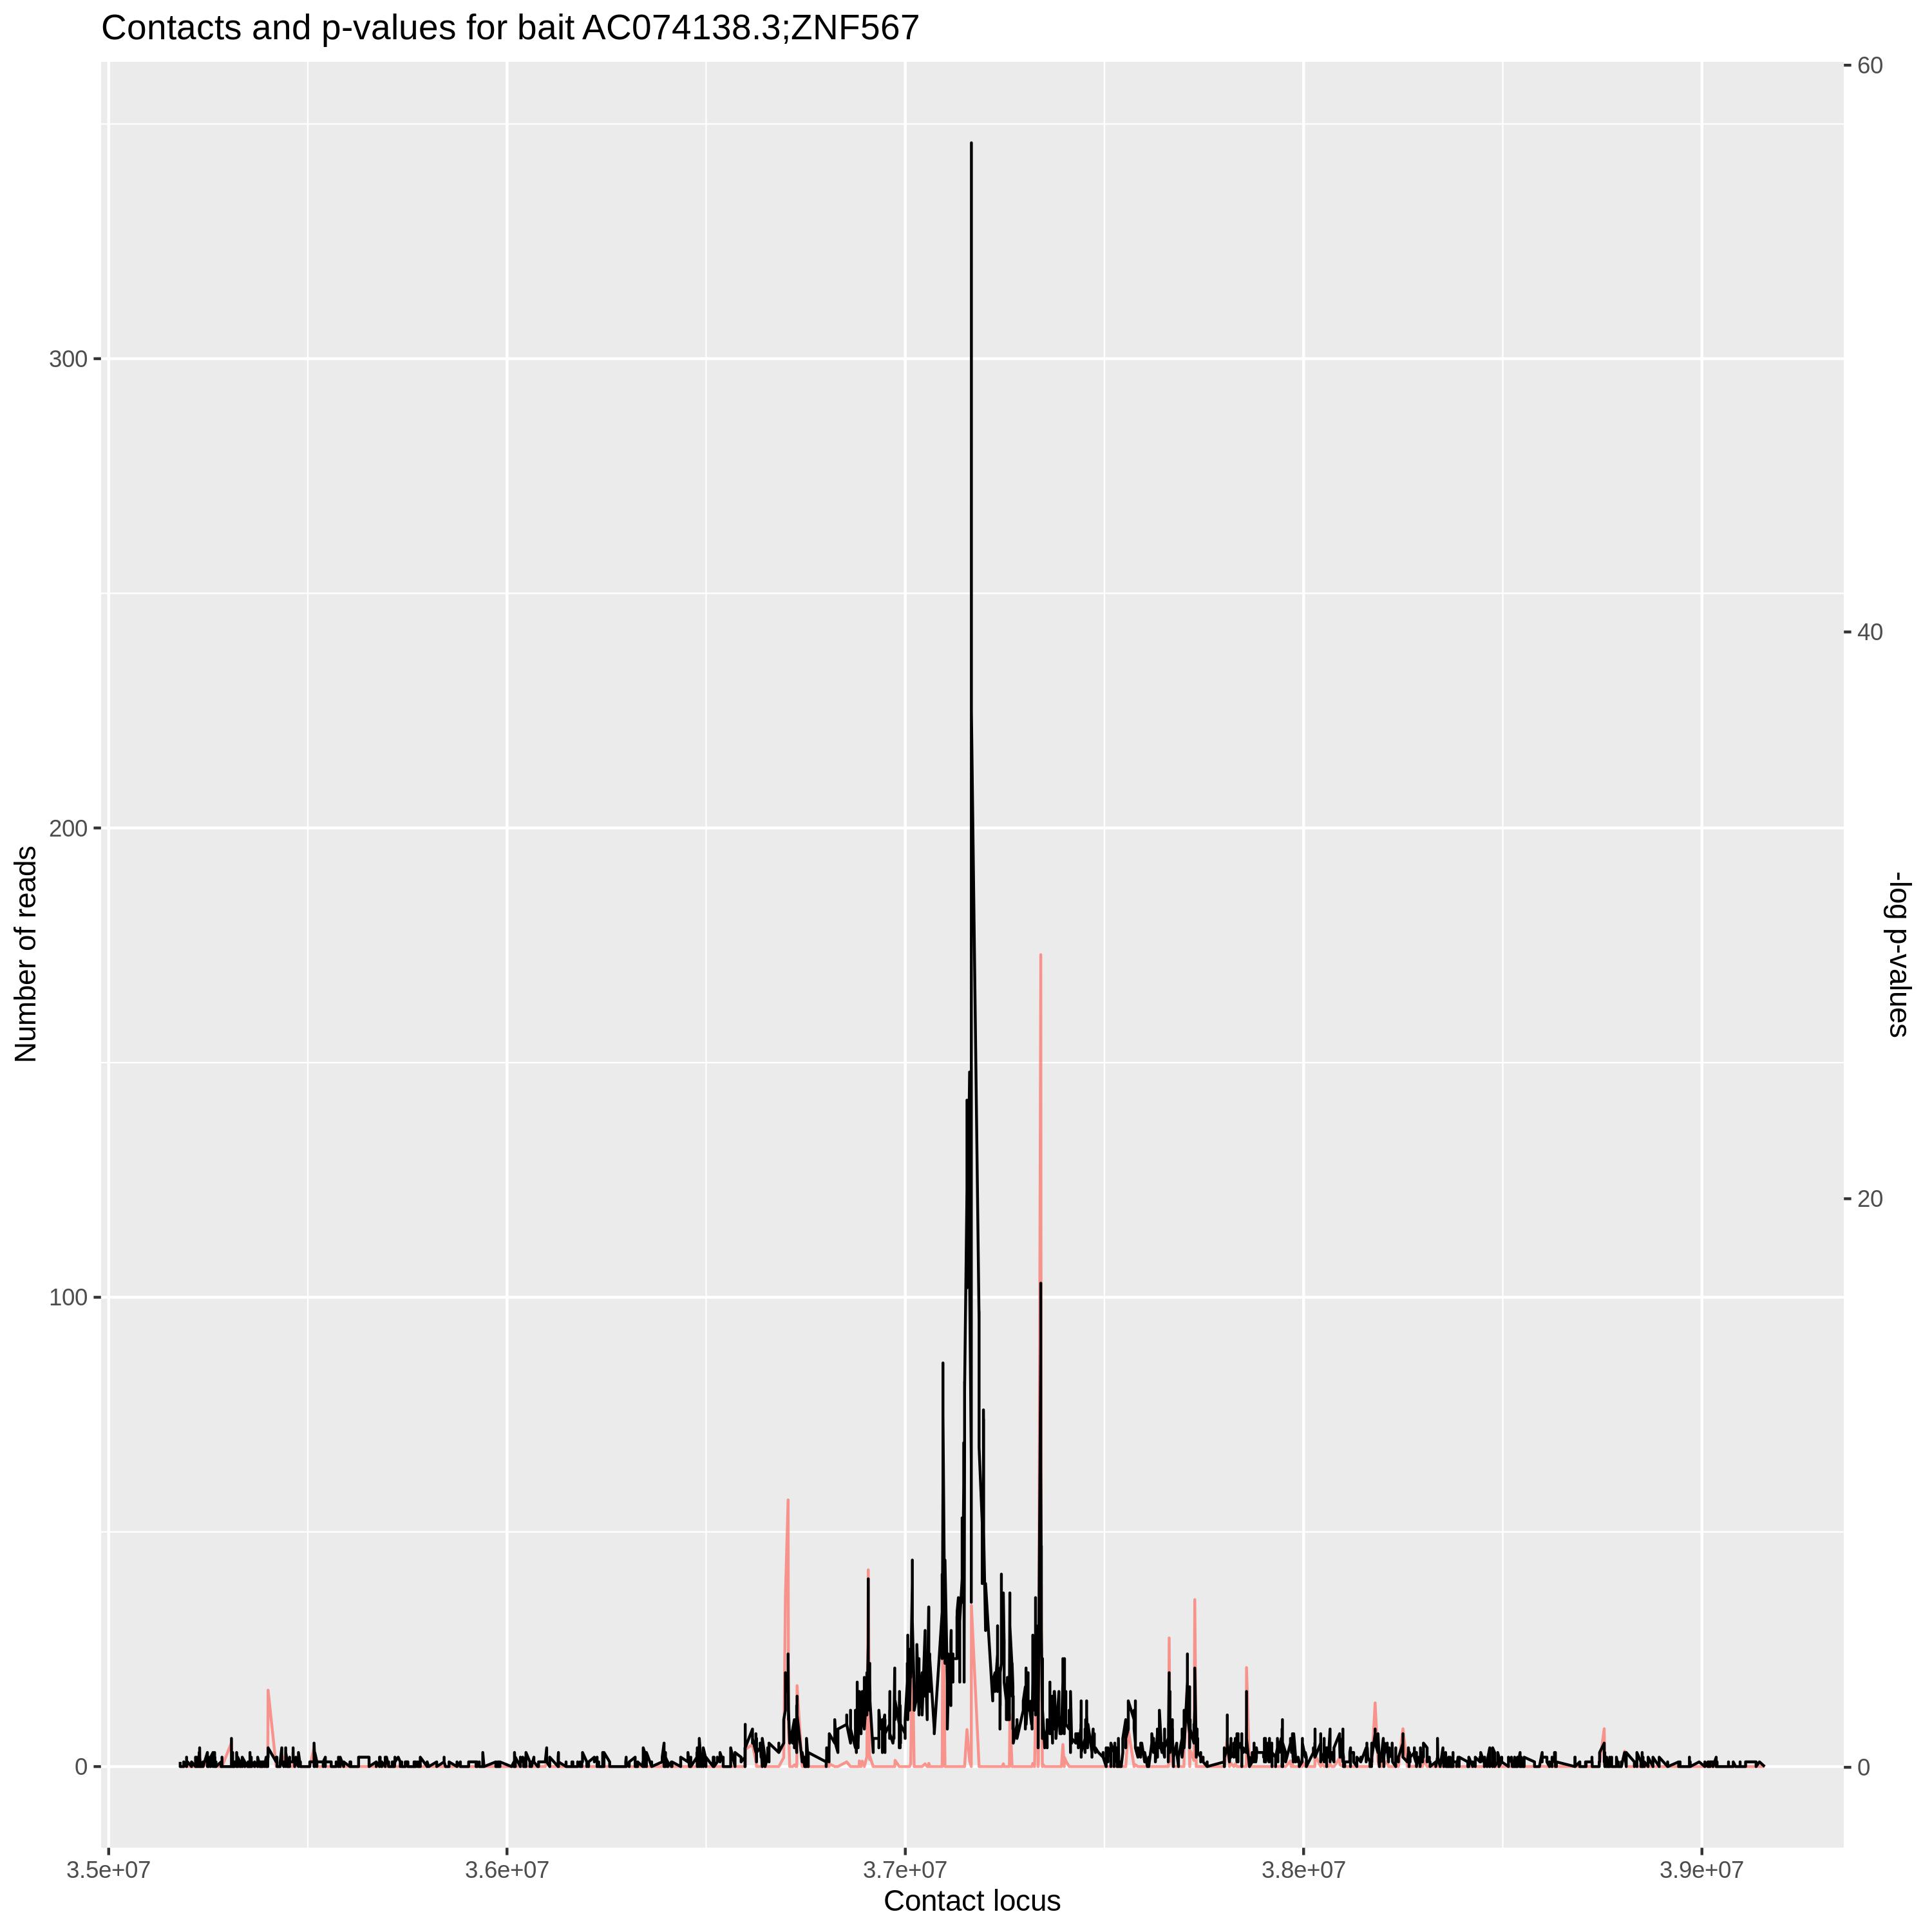 Contacts and p-values for bait AC074138.3;ZNF567
60
300
40
200
20
100
0
0
Number of reads
-log p-values
3.5e+07
3.6e+07
3.7e+07
3.8e+07
3.9e+07
Contact locus